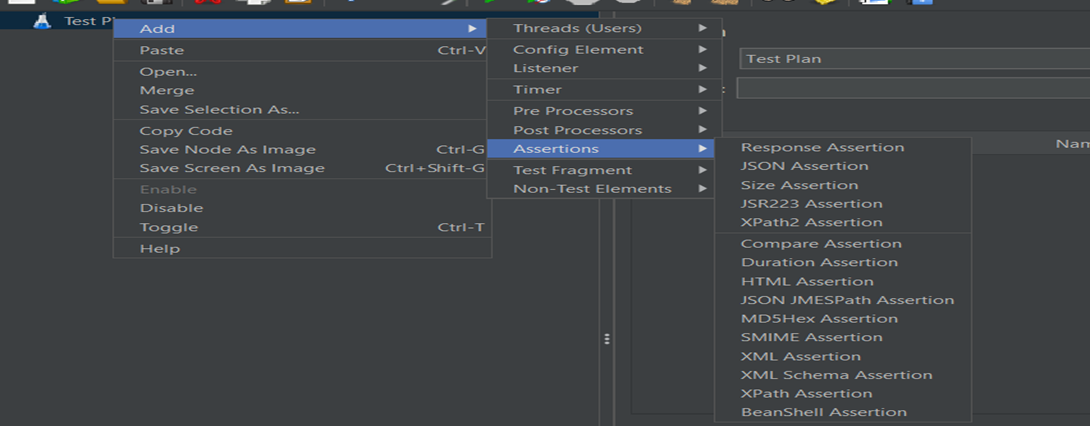 Test P
Add
Paste Ctrl-V
Open...
Merge
Save Selection As...
Copy Code
Save Node As Image Ctrl-G
Save Screen As Image Ctrl+Shift-G
Enable
Disable
Toggle Ctrl-T
Help
Threads (Users)
Config Element
Listener
Timer
Pre Processors
Post Processors
Assertions
Test Fragment
Non-Test Elements
Response Assertion
JSON Assertion
Size Assertion
JSR223 Assertion
XPath2 Assertion
Compare Assertion
Duration Assertion
HTML Assertion
JSON JMESPath Assertion
MD5Hex Assertion
SMIME Assertion
XML Assertion
XML Schema Assertion
XPath Assertion
BeanShell Assertion
Test Plan
Nam